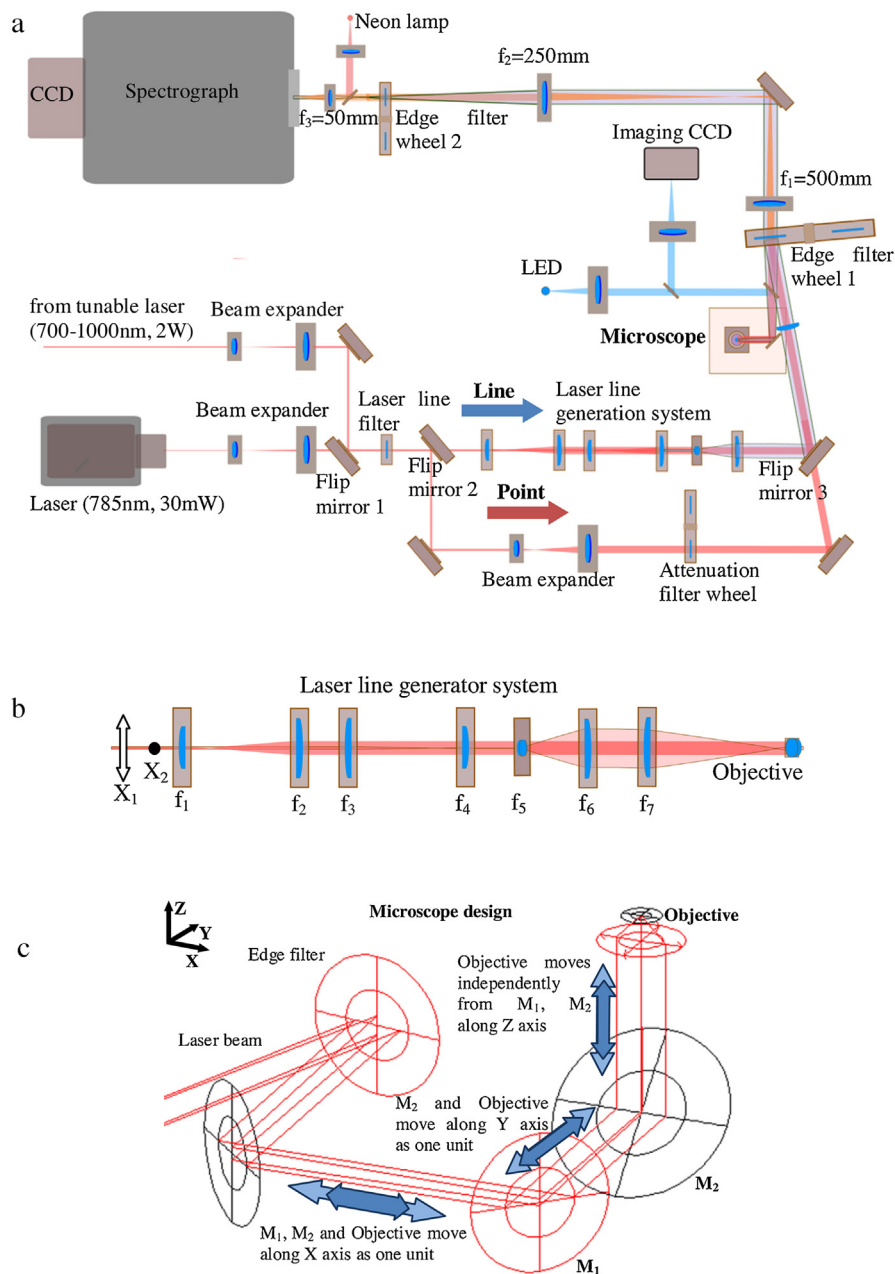 a
Neon lamp
f₂=250mm
CCD
Spectrograph
f₃=50mm
Edge filter
wheel 2
Imaging CCD
f₁=500mm
LED
Edge filter
wheel 1
from tunable laser
(700-1000nm, 2W)
Beam expander
Microscope
Laser line
filter
Line
Laser line
generation system
Beam expander
Flip
mirror 1
Flip
mirror 2
Flip
mirror 3
Laser (785nm, 30mW)
Point
Beam expander
Attenuation
filter wheel
b
Laser line generator system
X₁
X₂
f₁
f₂
f₃
f₄
f₅
f₆
f₇
Objective
c
Z
Y
X
Microscope design
Objective
Edge filter
Objective moves
independently
from M₁, M₂
along Z axis
Laser beam
M₂ and Objective
move along Y axis
as one unit
M₂
M₁, M₂ and Objective move
along X axis as one unit
M₁